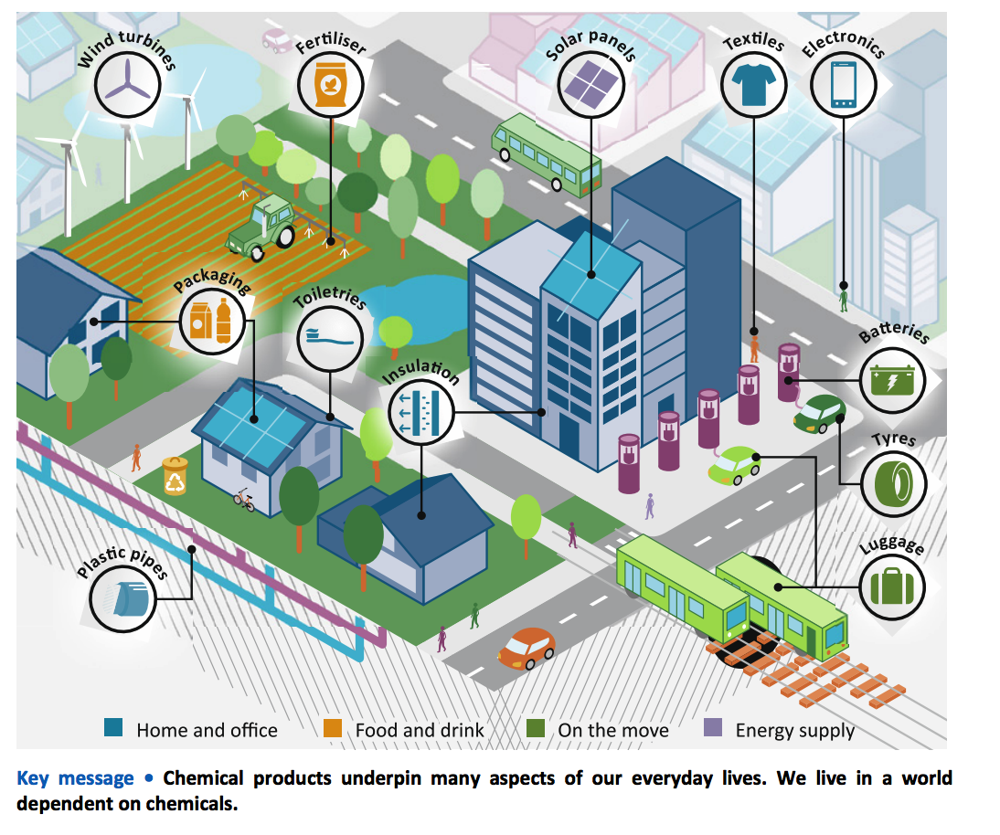 Wind turbines
Fertiliser
Solar panels
Textiles
Electronics
Packaging
Toiletries
Insulation
Batteries
Tyres
Luggage
Plastic pipes
Home and office
Food and drink
On the move
Energy supply
Key message • Chemical products underpin many aspects of our everyday lives. We live in a world
dependent on chemicals.